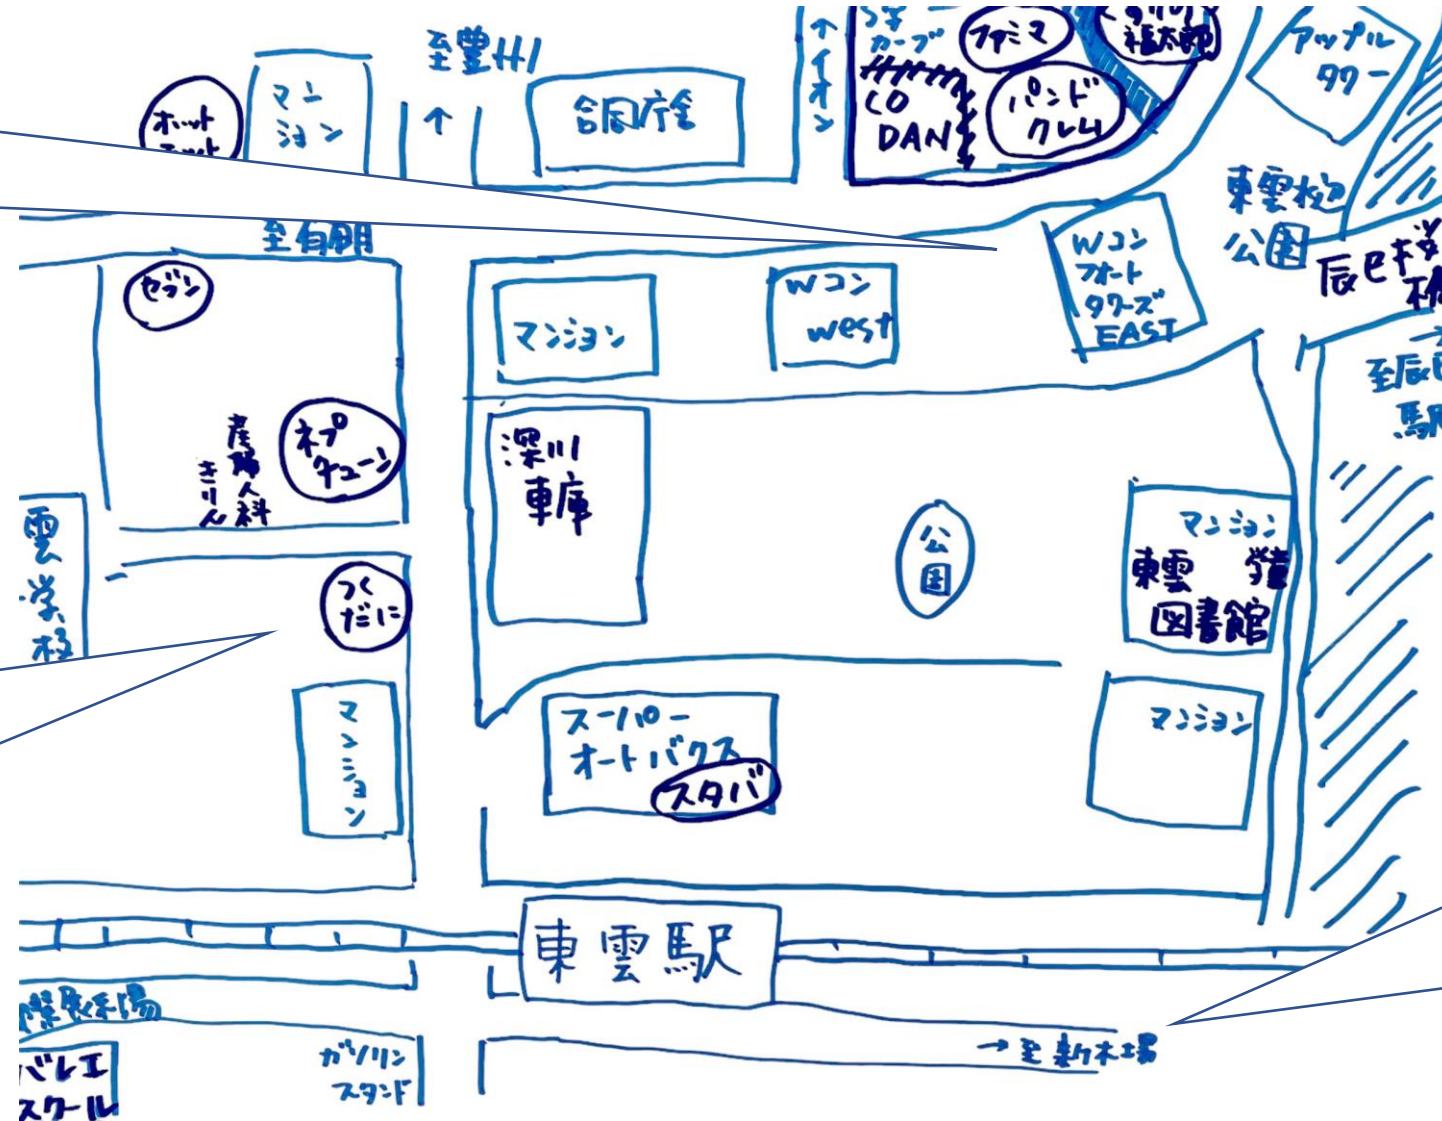 至豊州
マンション
合同庁舎
↑イオン
カーブ
CO
DAN
ファミマ
パンド
クレム
福太郎
アップル
タワー
ホット
至有明
東雲
公園
辰巳桜
セブン
マンション
Wコン
west
Wコン
フォート
タワーズ
EAST
至辰巳
ネプ
チューン
産婦人科
きりん
深川
車庫
公園
マンション
東雲
図書館
雲
学
校
つく
だに
マンション
スーパー
オートバクス
スタバ
マンション
東雲駅
→至新木場
バレエ
スクール
ガソリン
スタンド